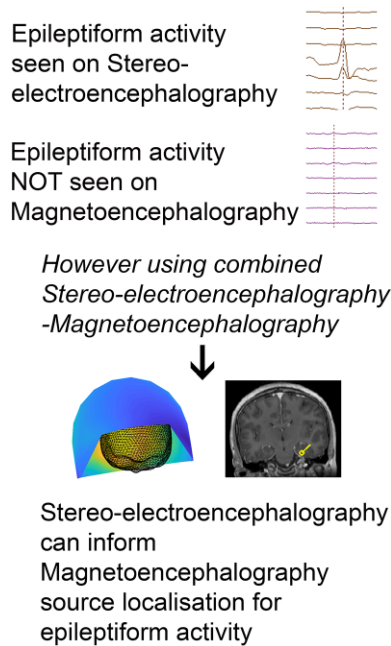 Epileptiform activity
seen on Stereo-
electroencephalography
Epileptiform activity
NOT seen on
Magnetoencephalography
However using combined
Stereo-electroencephalography
-Magnetoencephalography
Stereo-electroencephalography
can inform
Magnetoencephalography
source localisation for
epileptiform activity